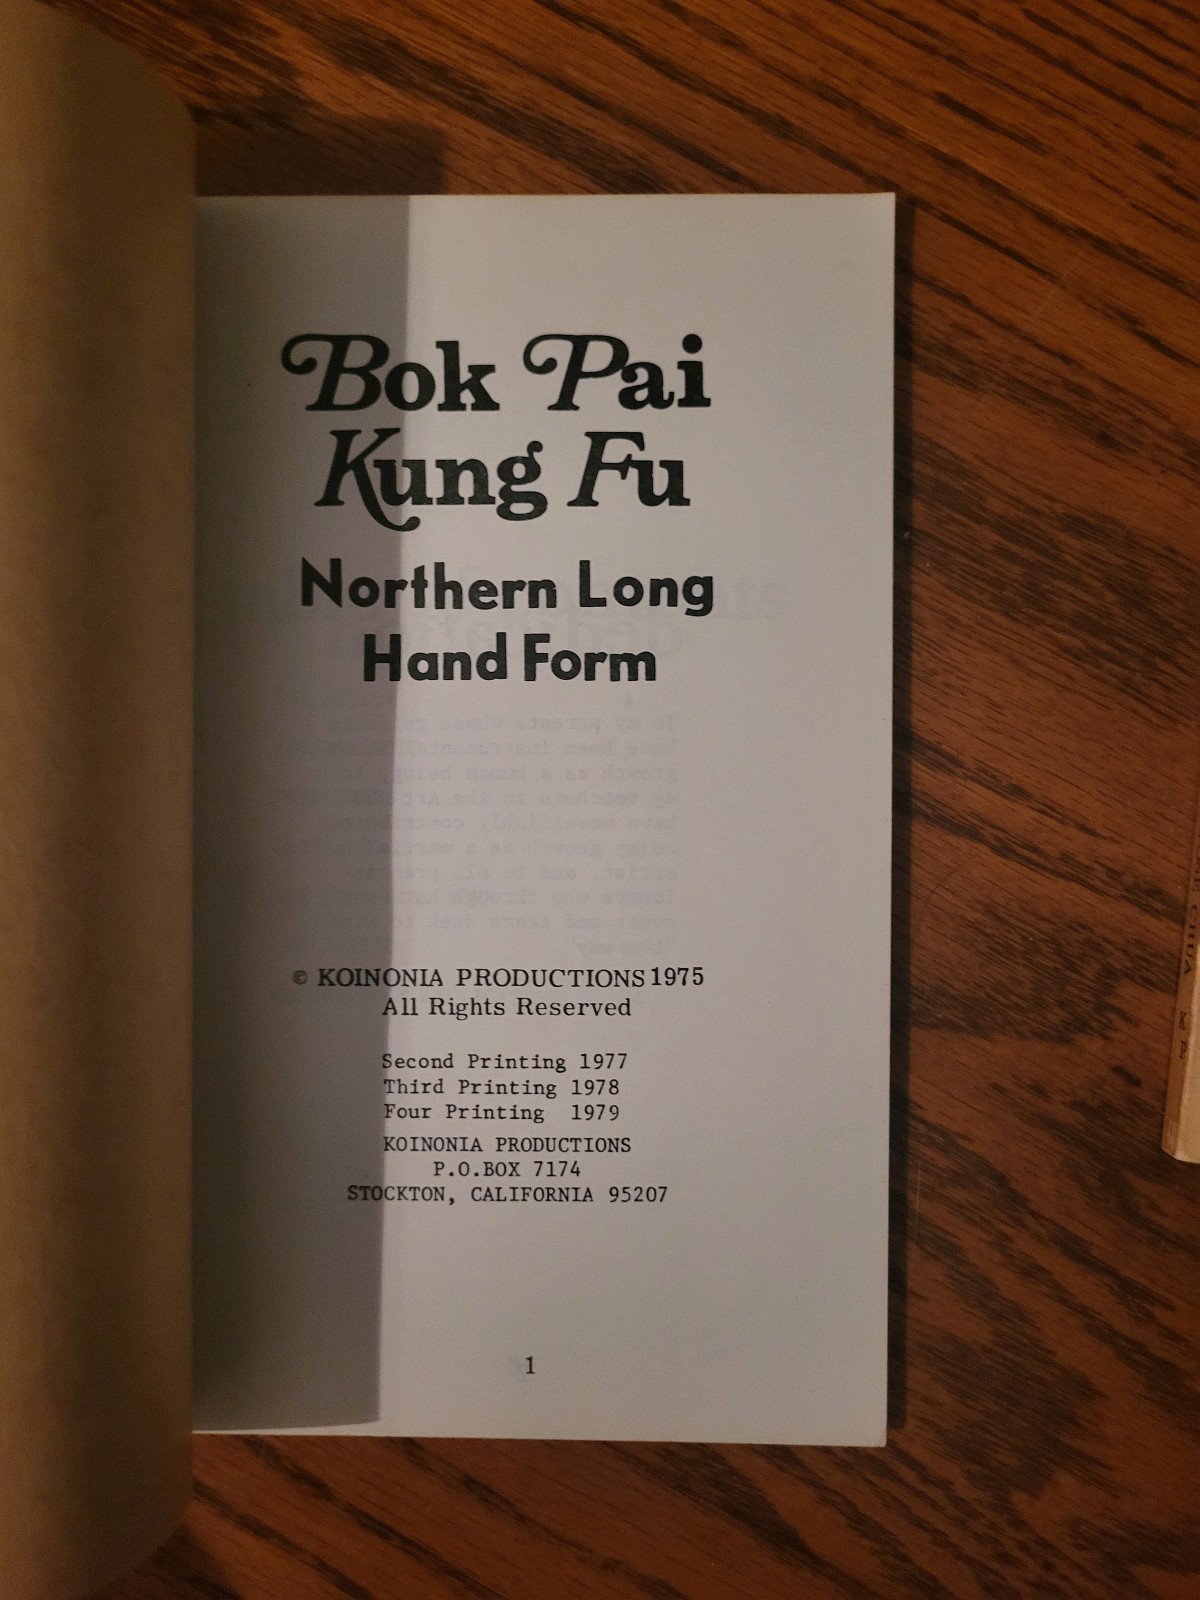 Bok Pai
Kung Fu
Northern Long
Hand Form
© KOINONIA PRODUCTIONS 1975
All Rights Reserved
Second Printing 1977
Third Printing 1978
Four Printing 1979
KOINONIA PRODUCTIONS
P.O.BOX 7174
STOCKTON, CALIFORNIA 95207
1